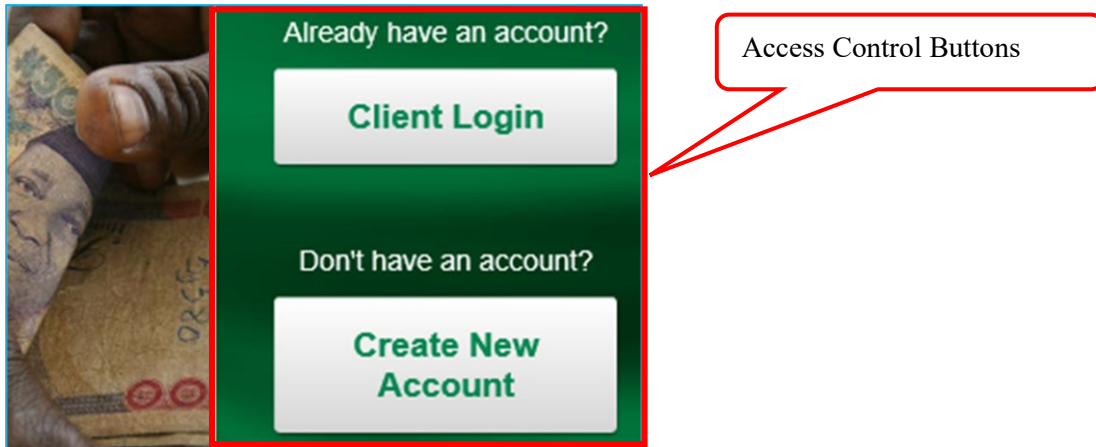 Already have an account?
Client Login
Don't have an account?
Create New
Account
Access Control Buttons